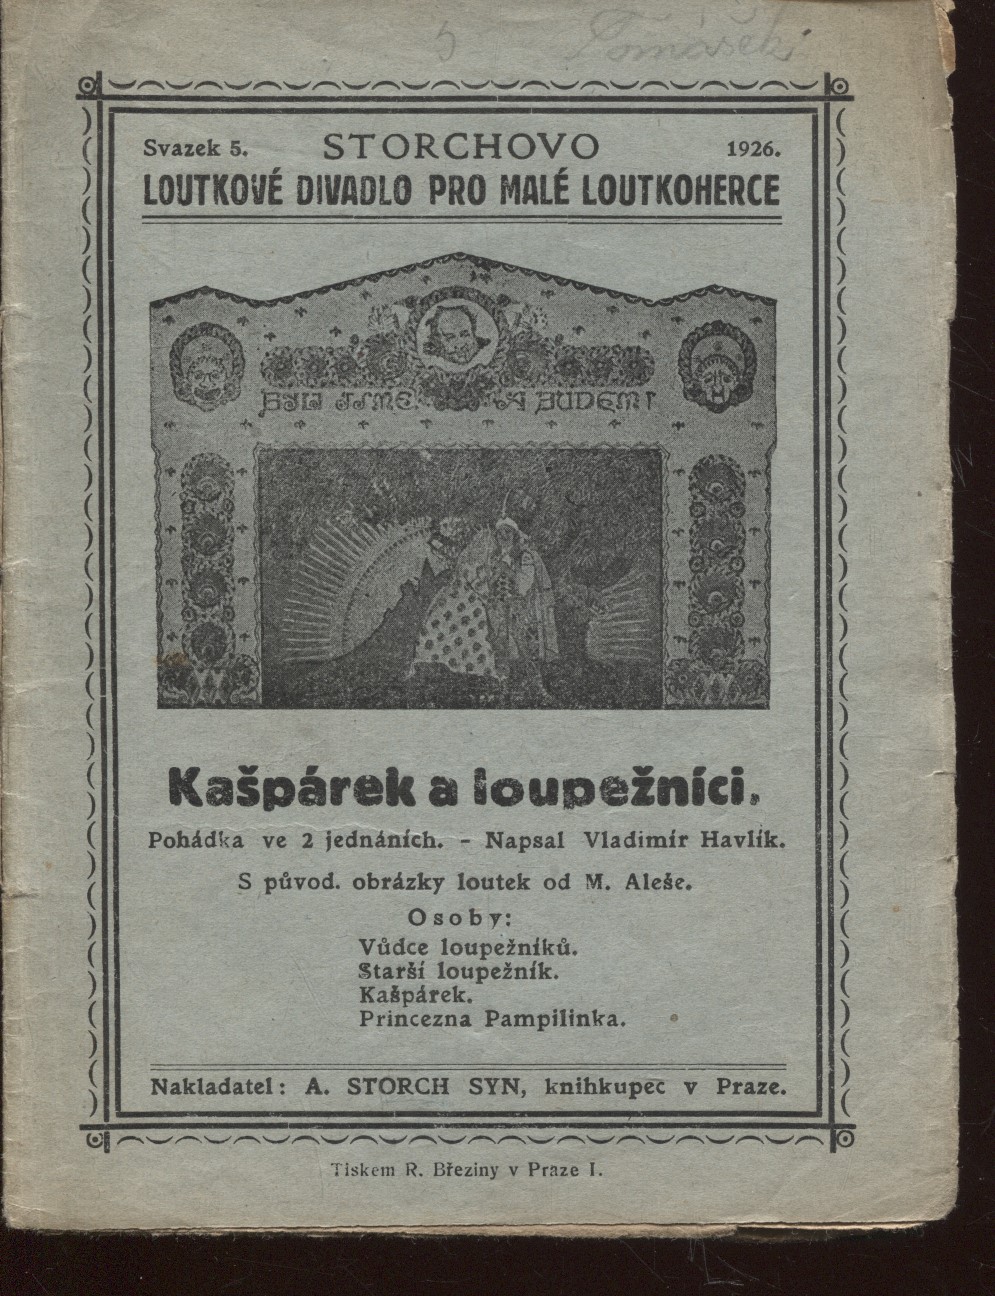 5
Svazek 5. STORCHOVO 1926.
LOUTKOVÉ DIVADLO PRO MALÉ LOUTKOHERCE
BYLI JSME A BUDEM!
Kašpárek a loupežníci.
Pohádka ve 2 jednáních. - Napsal Vladimír Havlík.
S původ. obrázky loutek od M. Aleše.
Osoby:
Vůdce loupežníků.
Starší loupežník.
Kašpárek.
Princezna Pampilinka.
Nakladatel: A. STORCH SYN, knihkupec v Praze.
Tiskem R. Březiny v Praze I.